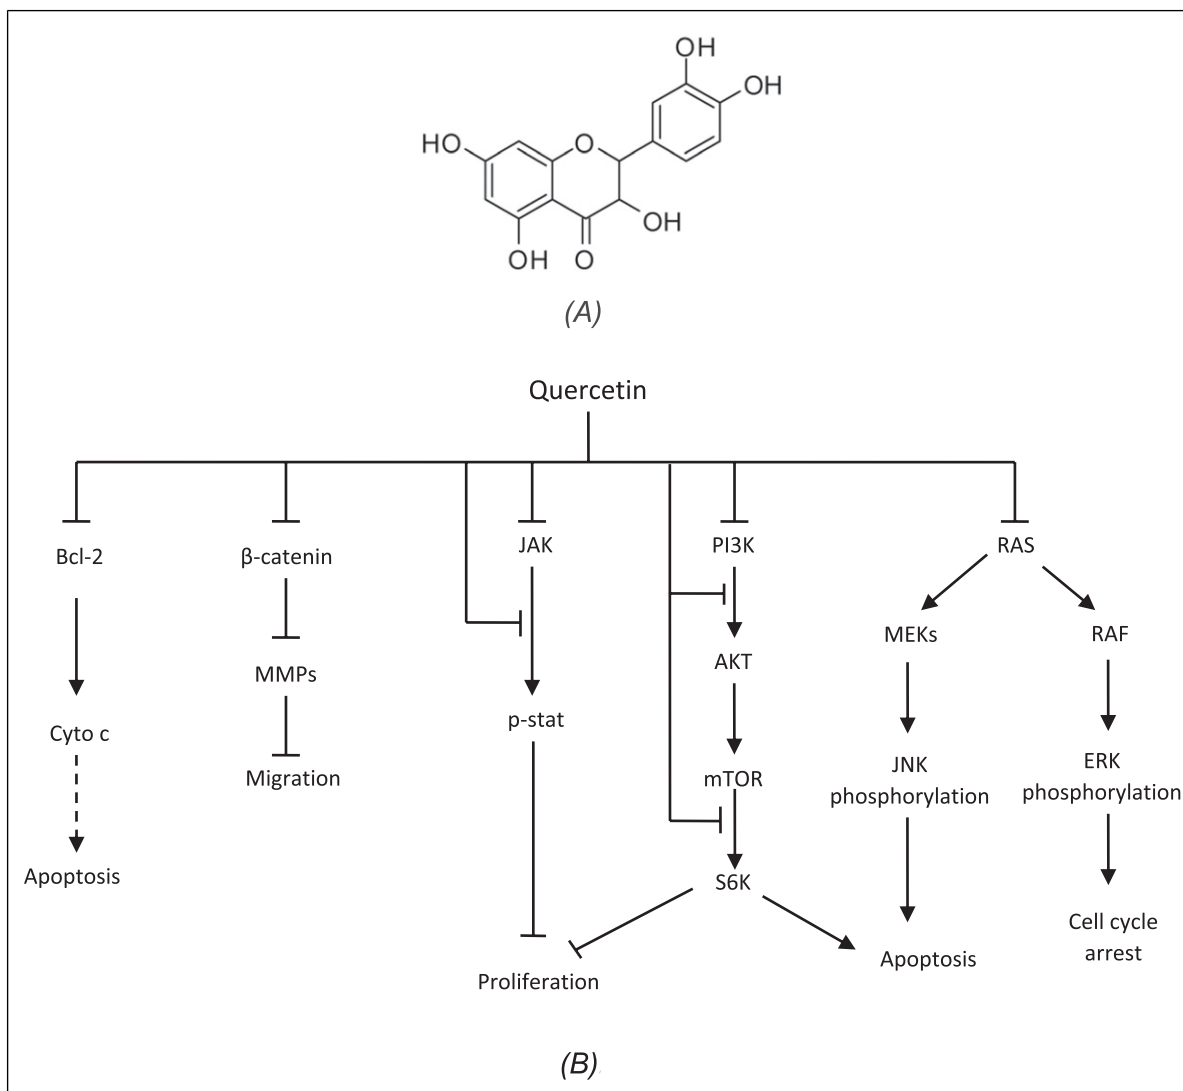 OH
OH
HO
O
OH
OH
O
(A)
Quercetin
Bcl-2
β-catenin
JAK
PI3K
RAS
MEKs
RAF
MMPs
AKT
Cyto c
p-stat
Migration
mTOR
JNK
phosphorylation
ERK
phosphorylation
Apoptosis
S6K
Cell cycle
arrest
Proliferation
Apoptosis
(B)